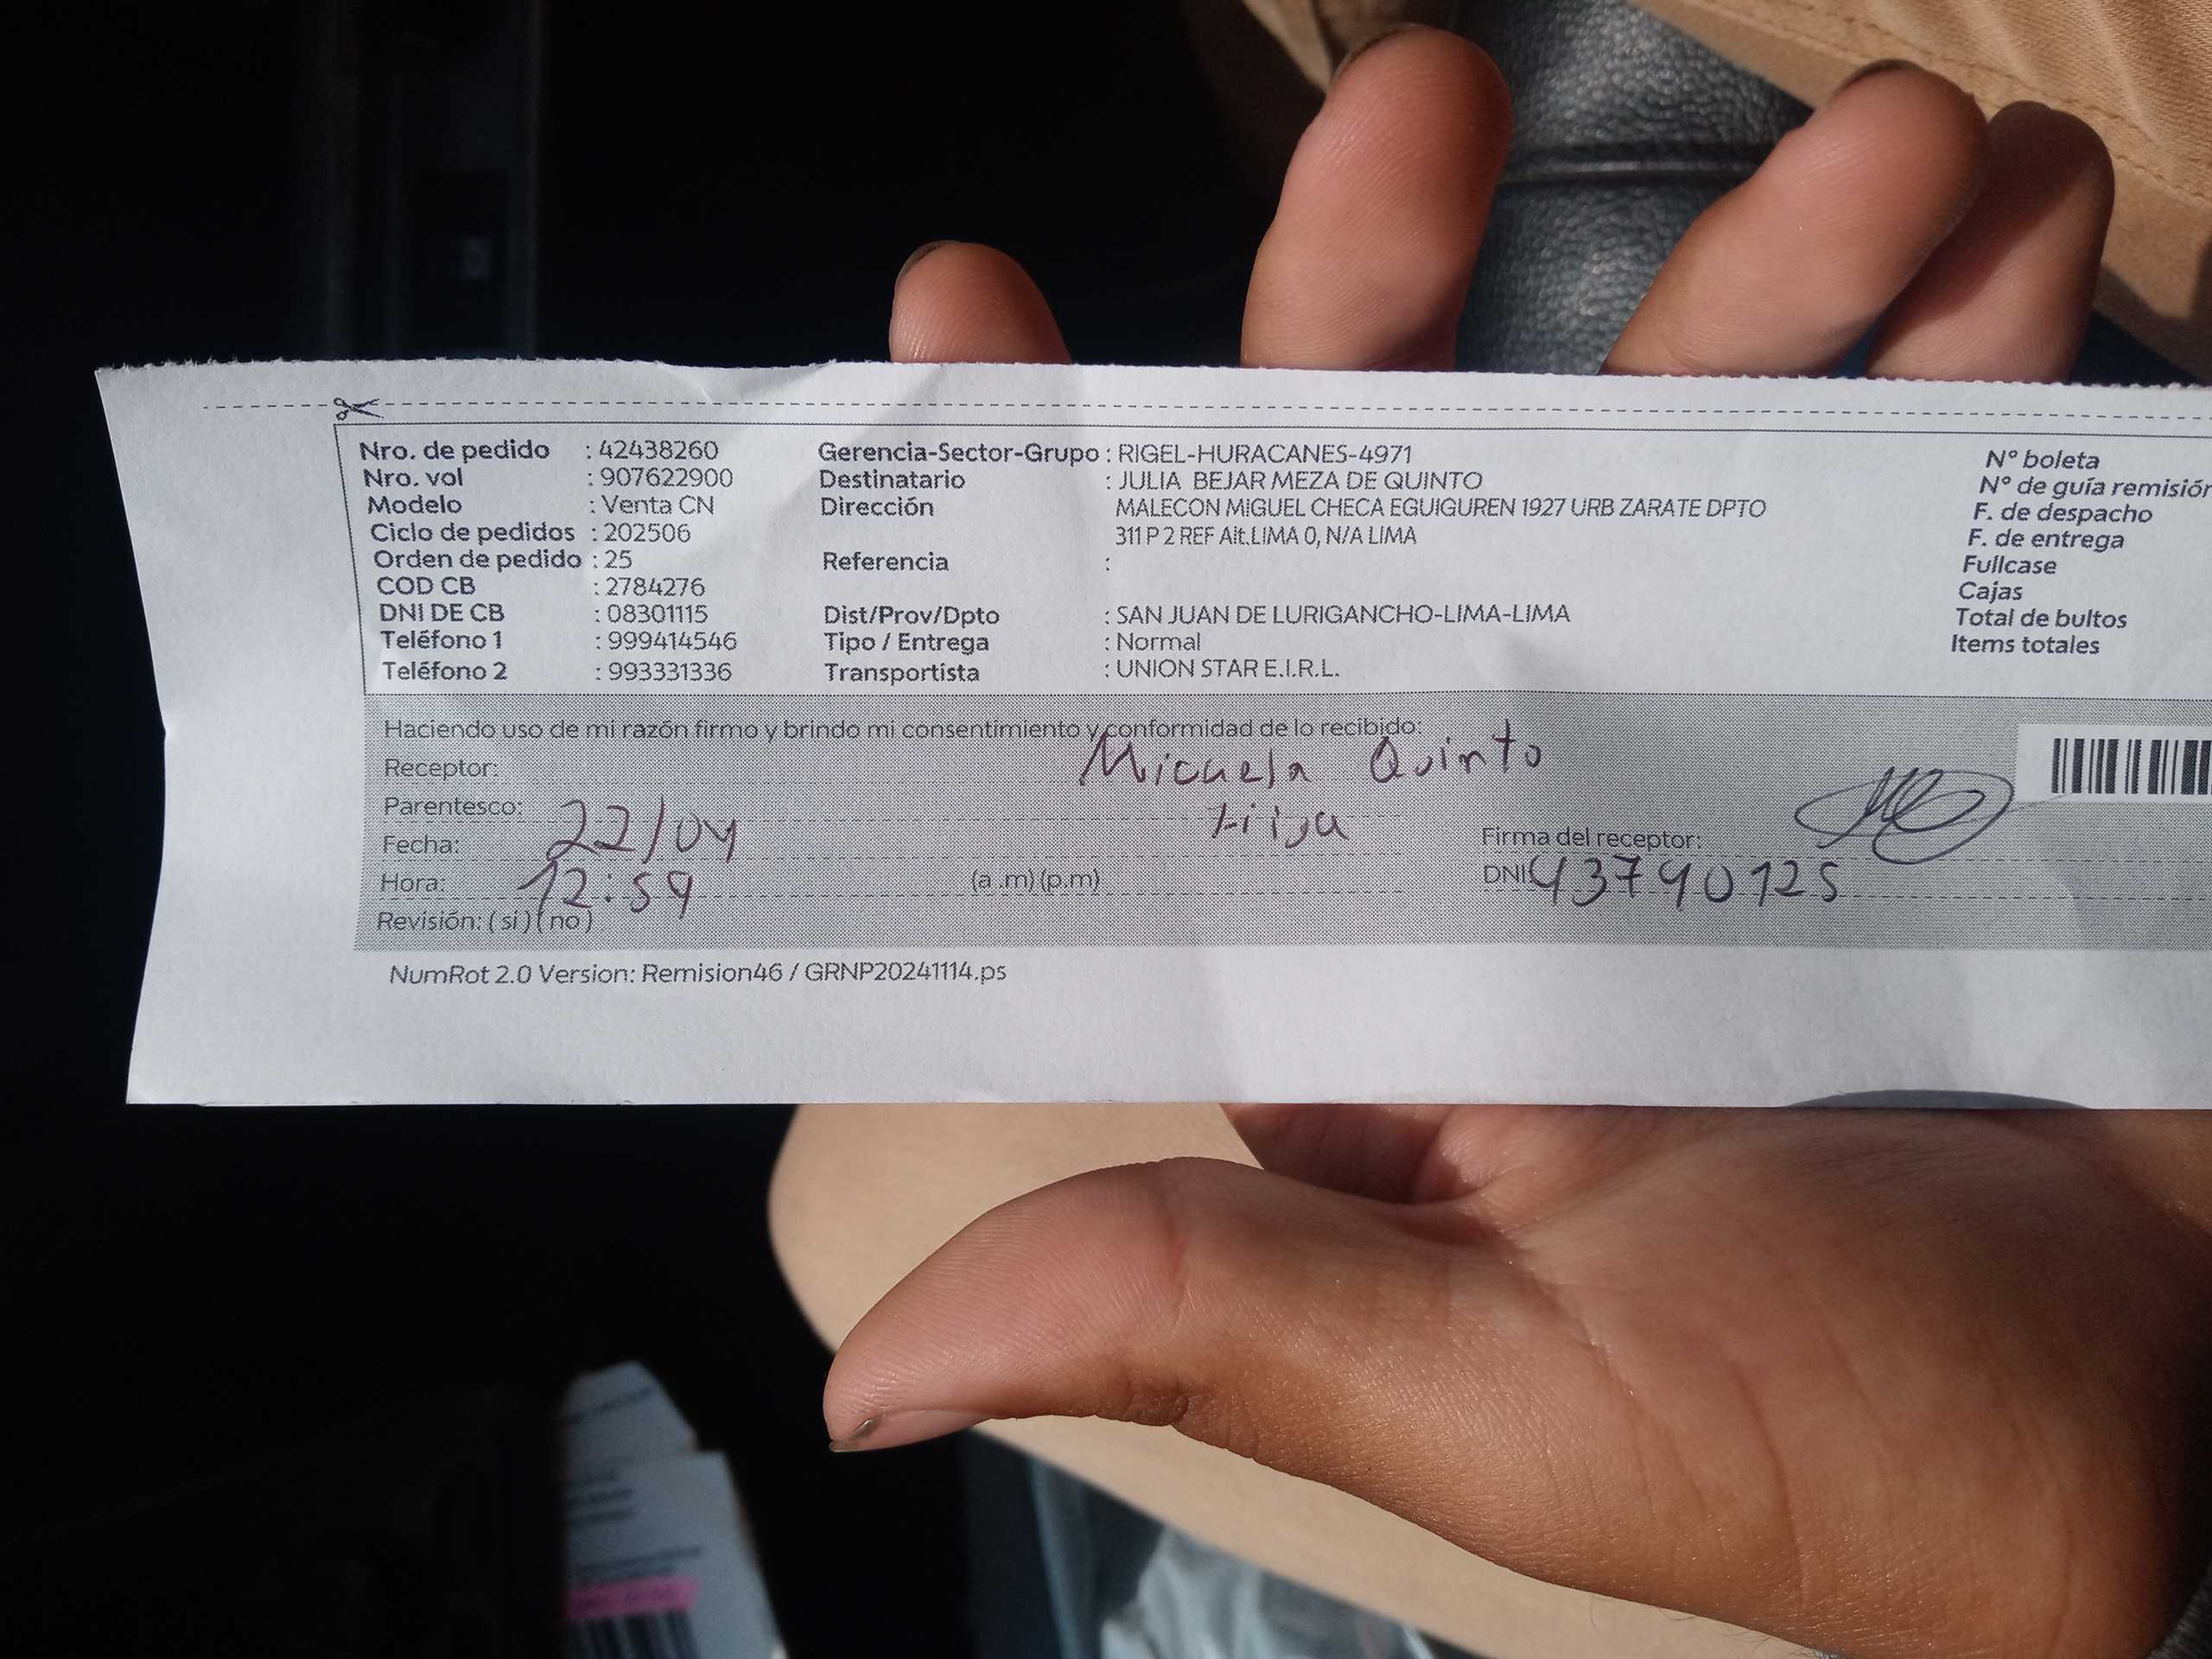 Nro. de pedido : 42438260
Nro. vol : 907622900
Modelo : Venta CN
Ciclo de pedidos : 202506
Orden de pedido : 25
COD CB : 2784276
DNI DE CB : 08301115
Teléfono 1 : 999414546
Teléfono 2 : 993331336
Gerencia-Sector-Grupo : RIGEL-HURACANES-4971
Destinatario : JULIA BEJAR MEZA DE QUINTO
Dirección MALECON MIGUEL CHECA EGUIGUREN 1927 URB ZARATE DPTO
311 P 2 REF Alt.LIMA 0, N/A LIMA
Referencia :
Dist/Prov/Dpto : SAN JUAN DE LURIGANCHO-LIMA-LIMA
Tipo / Entrega : Normal
Transportista : UNION STAR E.I.R.L.
N° boleta
N° de guía remisión
F. de despacho
F. de entrega
Fullcase
Cajas
Total de bultos
Items totales
Haciendo uso de mi razón firmo y brindo mi consentimiento y conformidad de lo recibido:
Receptor: Micaela Quinto
Parentesco: Hija
Fecha: 22/04
Firma del receptor:
Hora: 12:59 (a .m) (p.m)
DNI 43790125
Revisión: ( si ) ( no )
NumRot 2.0 Version: Remision46 / GRNP20241114.ps